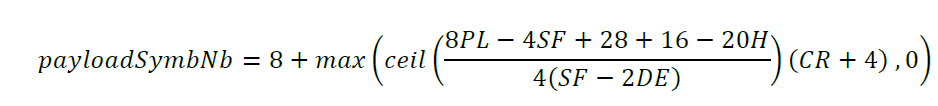 payloadSymbNb = 8 + max(ceil((8PL − 4SF + 28 + 16 − 20H)/(4(SF − 2DE)))(CR + 4),0)